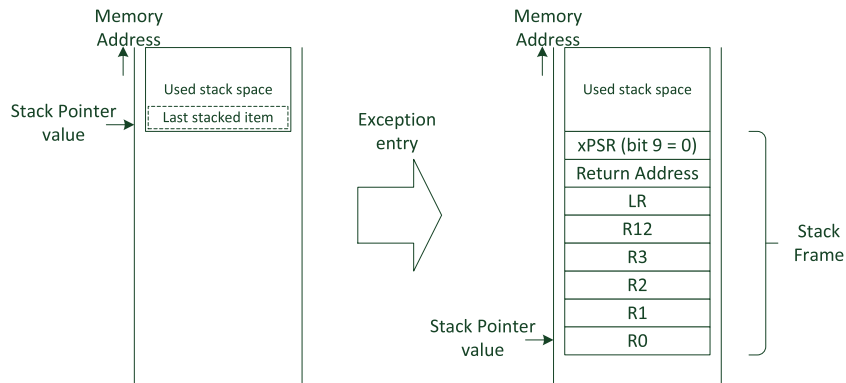 Memory
Address
Used stack space
Last stacked item
Stack Pointer
value
Exception
entry
Memory
Address
Used stack space
xPSR (bit 9 = 0)
Return Address
LR
R12
R3
R2
R1
R0
Stack Pointer
value
Stack
Frame